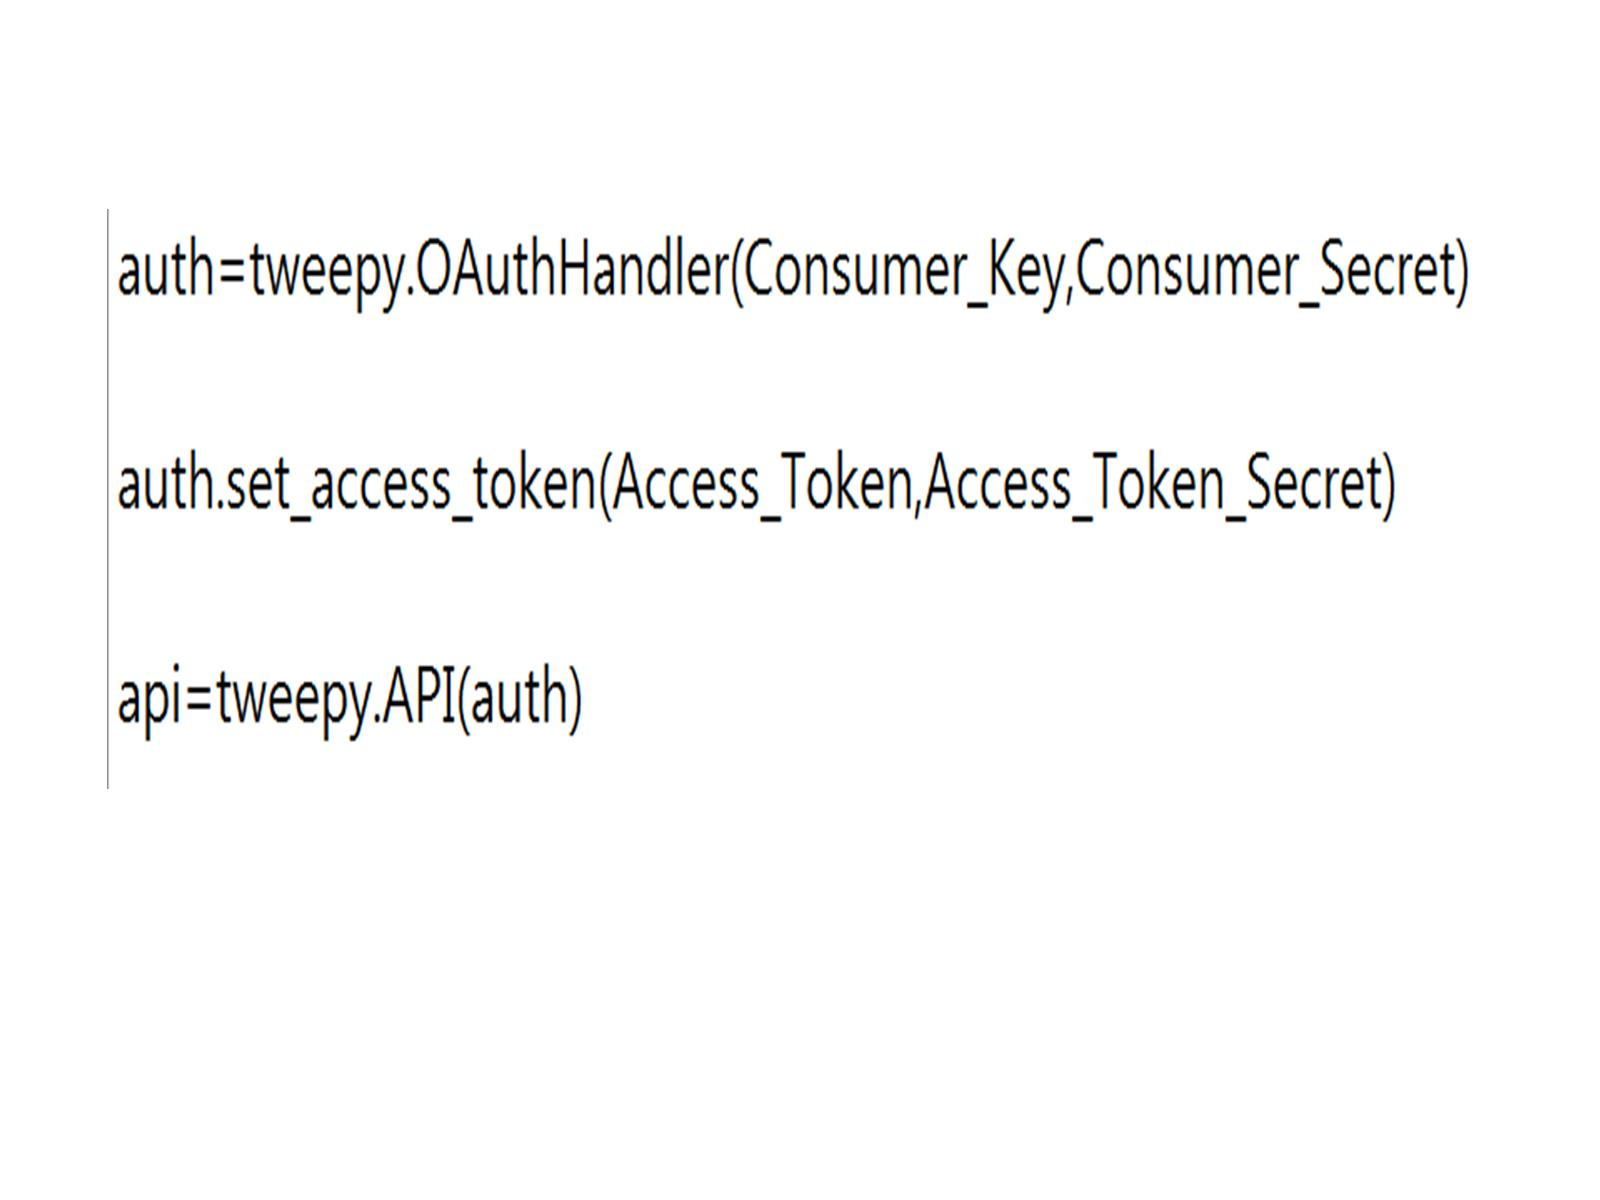 auth=tweepy.OAuthHandler(Consumer_Key,Consumer_Secret)
auth.set_access_token(Access_Token,Access_Token_Secret)
api=tweepy.API(auth)